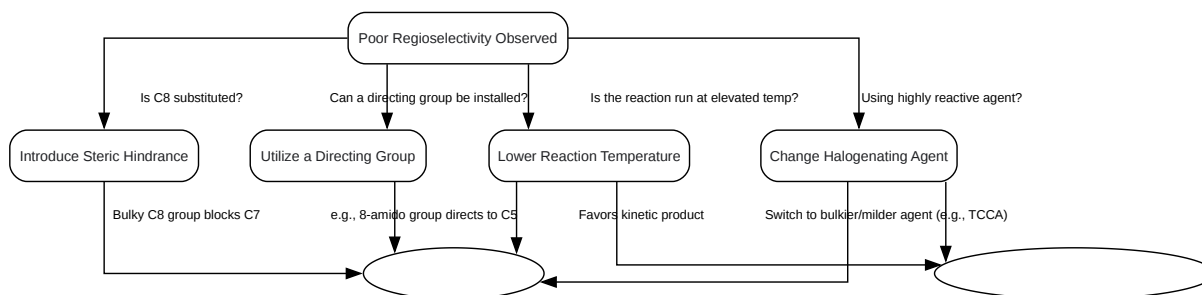 Poor Regioselectivity Observed
Is C8 substituted?
Can a directing group be installed?
Is the reaction run at elevated temp?
Using highly reactive agent?
Introduce Steric Hindrance
Utilize a Directing Group
Lower Reaction Temperature
Change Halogenating Agent
Bulky C8 group blocks C7
e.g., 8-amido group directs to C5
Favors kinetic product
Switch to bulkier/milder agent (e.g., TCCA)